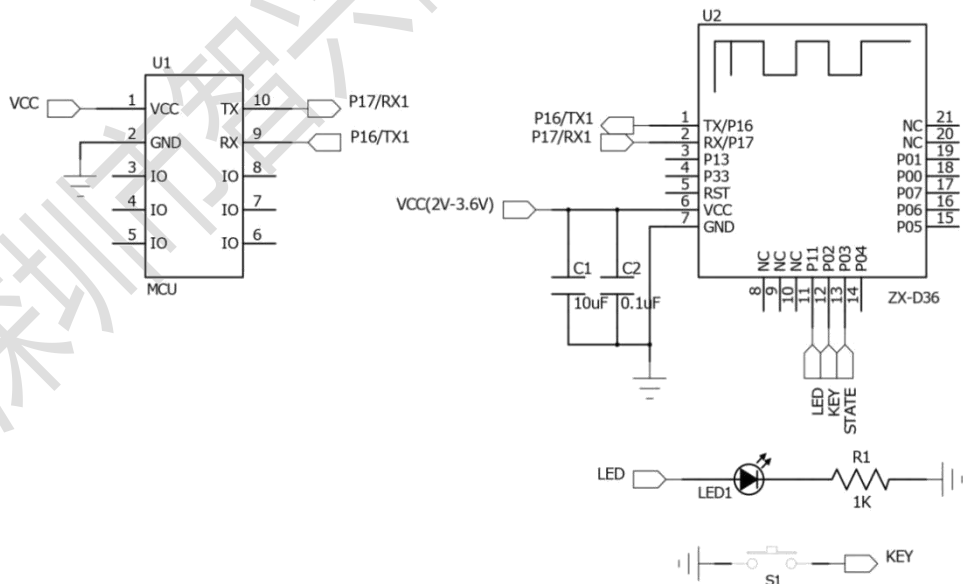 深圳市智兴
U1
VCC
1
VCC
TX
10
P17/RX1
2
GND
RX
9
P16/TX1
3
IO
IO
8
4
IO
IO
7
5
IO
IO
6
MCU
U2
P16/TX1
1
TX/P16
P17/RX1
2
RX/P17
3
P13
4
P33
5
RST
VCC(2V-3.6V)
6
VCC
7
GND
NC
21
NC
20
P01
19
P00
18
P07
17
P06
16
P05
15
NC
NC
NC
P11
P02
P03
P04
8
9
10
11
12
13
14
ZX-D36
C1
10uF
C2
0.1uF
LED
KEY
STATE
LED
LED1
R1
1K
S1
KEY